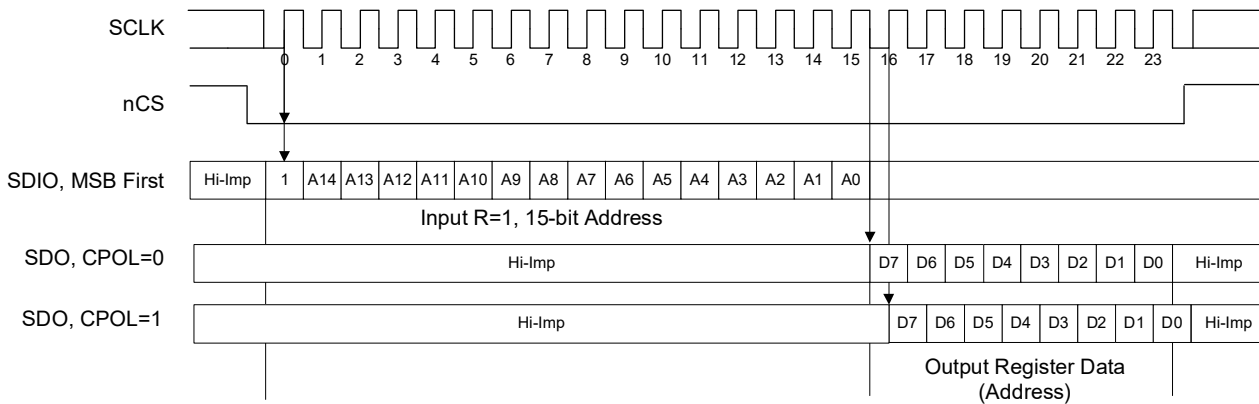 SCLK
0 1 2 3 4 5 6 7 8 9 10 11 12 13 14 15 16 17 18 19 20 21 22 23
nCS
SDIO, MSB First Hi-Imp 1 A14 A13 A12 A11 A10 A9 A8 A7 A6 A5 A4 A3 A2 A1 A0
Input R=1, 15-bit Address
SDO, CPOL=0 Hi-Imp D7 D6 D5 D4 D3 D2 D1 D0 Hi-Imp
SDO, CPOL=1 Hi-Imp D7 D6 D5 D4 D3 D2 D1 D0 Hi-Imp
Output Register Data
(Address)